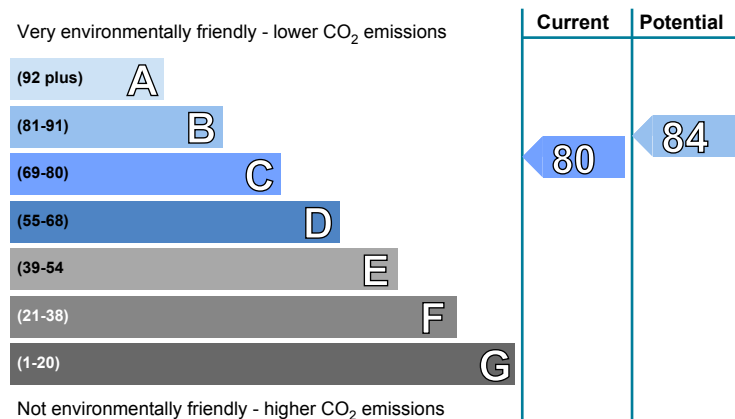 Very environmentally friendly - lower CO₂ emissions
Current
Potential
(92 plus) A
(81-91) B
(69-80) C
(55-68) D
(39-54 E
(21-38) F
(1-20) G
80
84
Not environmentally friendly - higher CO₂ emissions